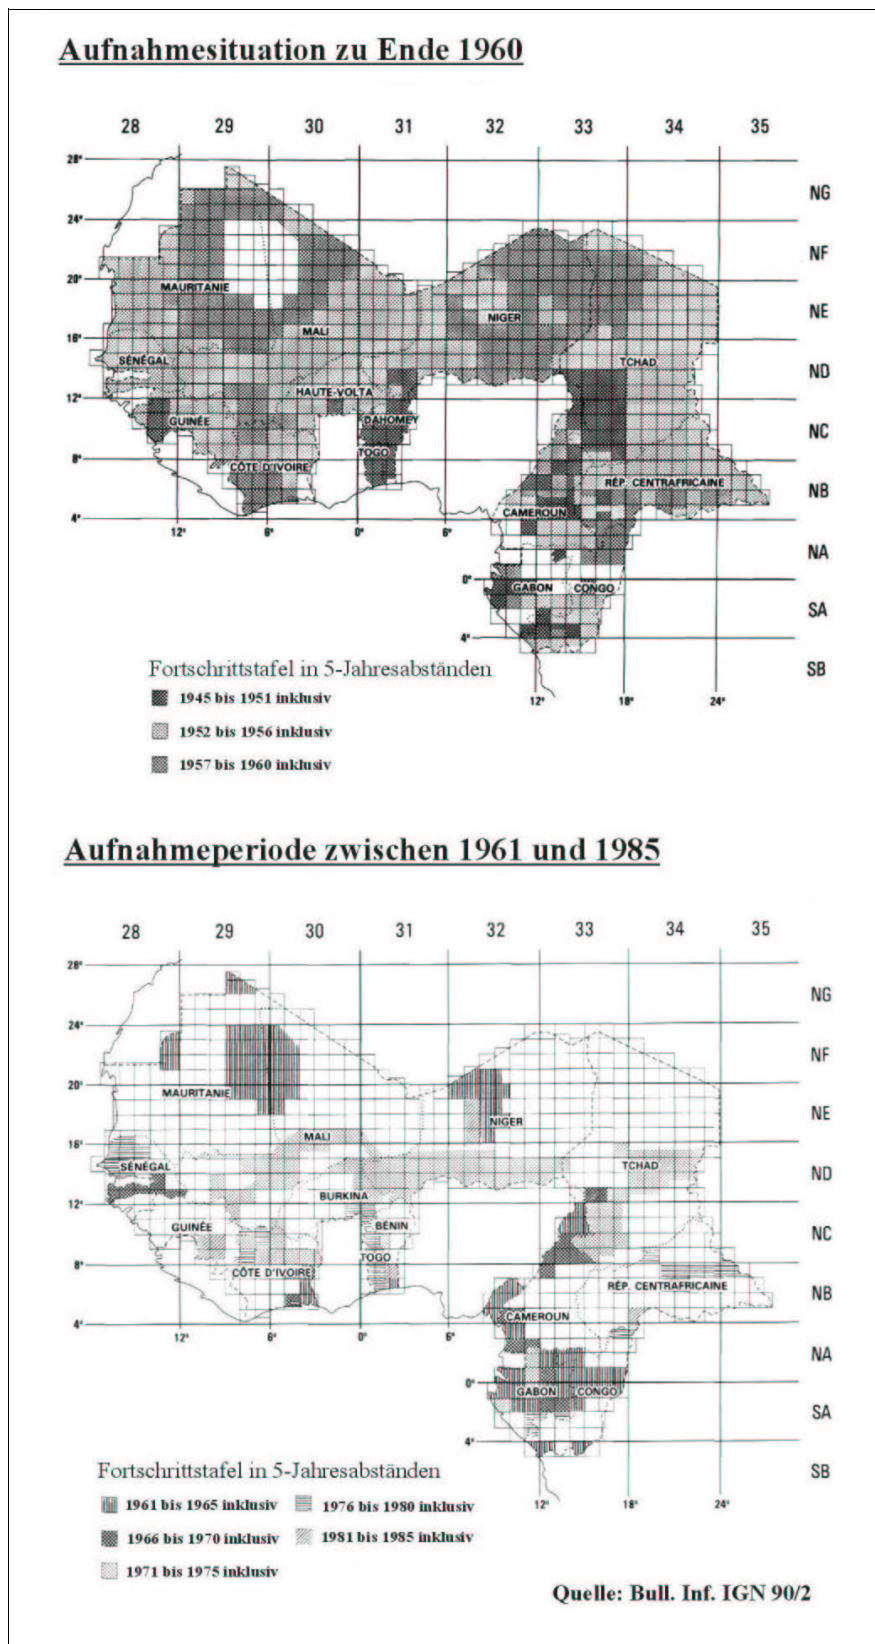 Aufnahmesituation zu Ende 1960
28 29 30 31 32 33 34 35
28°
NG
24°
NF
20°
MAURITANIE
NE
NIGER
16°
MALI
SÉNÉGAL
TCHAD
ND
HAUTE-VOLTA
12°
GUINÉE
DAHOMEY
NC
TOGO
8°
CÔTE D'IVOIRE
RÉP. CENTRAFRICAINE
NB
CAMEROUN
4°
12° 6° 0° 6°
NA
0°
GABON CONGO
SA
4°
Fortschrittstafel in 5-Jahresabständen
SB
1945 bis 1951 inklusiv
12° 18° 24°
1952 bis 1956 inklusiv
1957 bis 1960 inklusiv
Aufnahmeperiode zwischen 1961 und 1985
28 29 30 31 32 33 34 35
28°
NG
24°
NF
20°
MAURITANIE
NE
NIGER
16°
MALI
SÉNÉGAL
TCHAD
ND
BURKINA
12°
GUINÉE
BÉNIN
NC
TOGO
8°
CÔTE D'IVOIRE
RÉP. CENTRAFRICAINE
NB
CAMEROUN
4°
12° 6° 0° 6°
NA
0°
GABON CONGO
SA
4°
Fortschrittstafel in 5-Jahresabständen
SB
1961 bis 1965 inklusiv 1976 bis 1980 inklusiv
12° 18° 24°
1966 bis 1970 inklusiv 1981 bis 1985 inklusiv
1971 bis 1975 inklusiv
Quelle: Bull. Inf. IGN 90/2